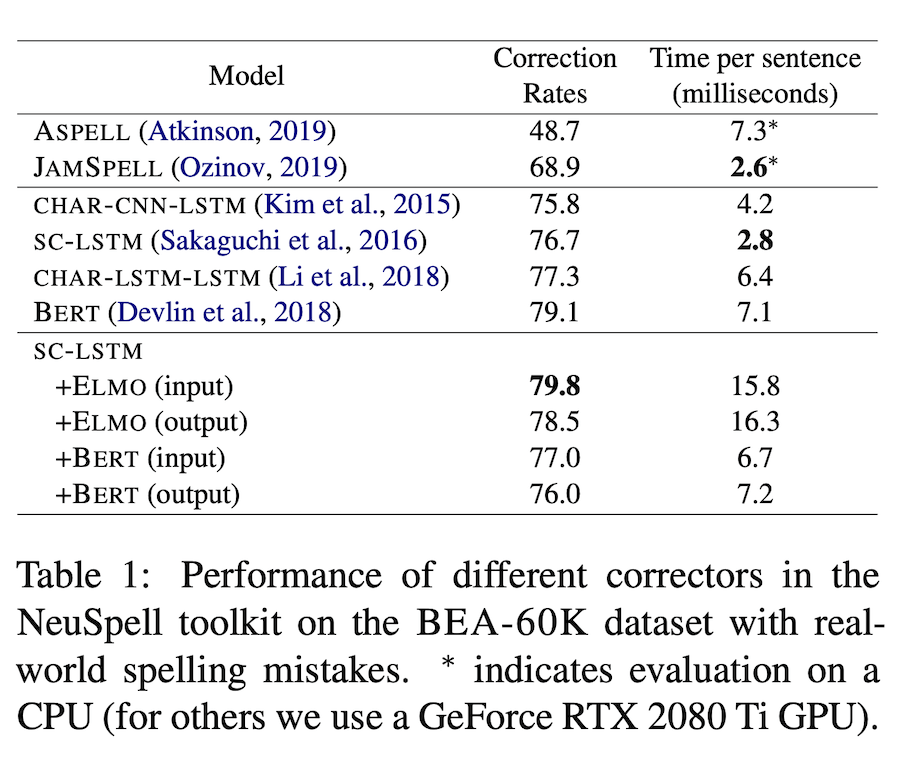 Model Correction Rates Time per sentence (milliseconds)
ASPELL (Atkinson, 2019) 48.7 7.3*
JAMSPELL (Ozinov, 2019) 68.9 2.6*
CHAR-CNN-LSTM (Kim et al., 2015) 75.8 4.2
SC-LSTM (Sakaguchi et al., 2016) 76.7 2.8
CHAR-LSTM-LSTM (Li et al., 2018) 77.3 6.4
BERT (Devlin et al., 2018) 79.1 7.1
SC-LSTM
+ELMO (input) 79.8 15.8
+ELMO (output) 78.5 16.3
+BERT (input) 77.0 6.7
+BERT (output) 76.0 7.2
Table 1: Performance of different correctors in the
NeuSpell toolkit on the BEA-60K dataset with real-
world spelling mistakes. * indicates evaluation on a
CPU (for others we use a GeForce RTX 2080 Ti GPU).